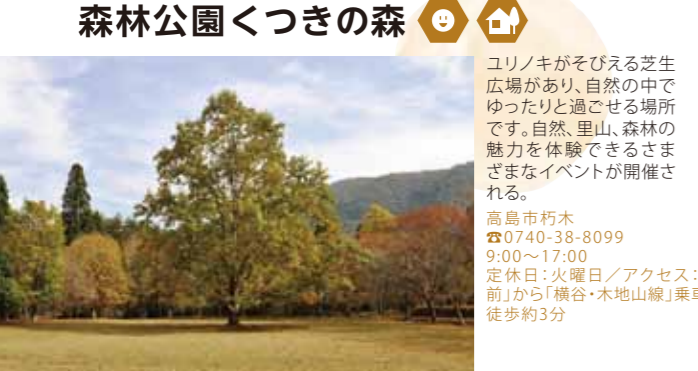 森林公園くつきの森
ユリノキがそびえる芝生
広場があり、自然の中で
ゆったりと過ごせる場所
です。自然、里山、森林の
魅力を体験できるさま
ざまなイベントが開催さ
れる。
高島市朽木
☎0740-38-8099
9:00〜17:00
定休日：火曜日／アクセス：
前」から「横谷・木地山線」乗車
徒歩約3分